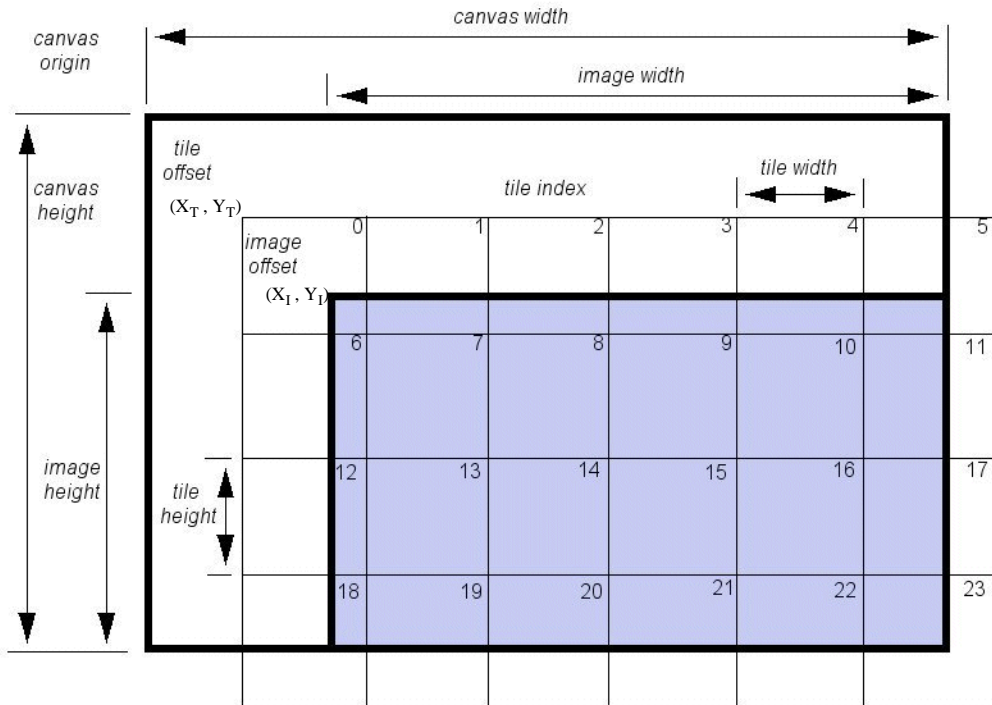 canvas width
canvas
origin
image width
tile
offset
(X_T , Y_T)
canvas
height
tile index
tile width
0 1 2 3 4 5
image
offset
(X_I , Y_I)
6 7 8 9 10 11
image
height
tile
height
12 13 14 15 16 17
18 19 20 21 22 23